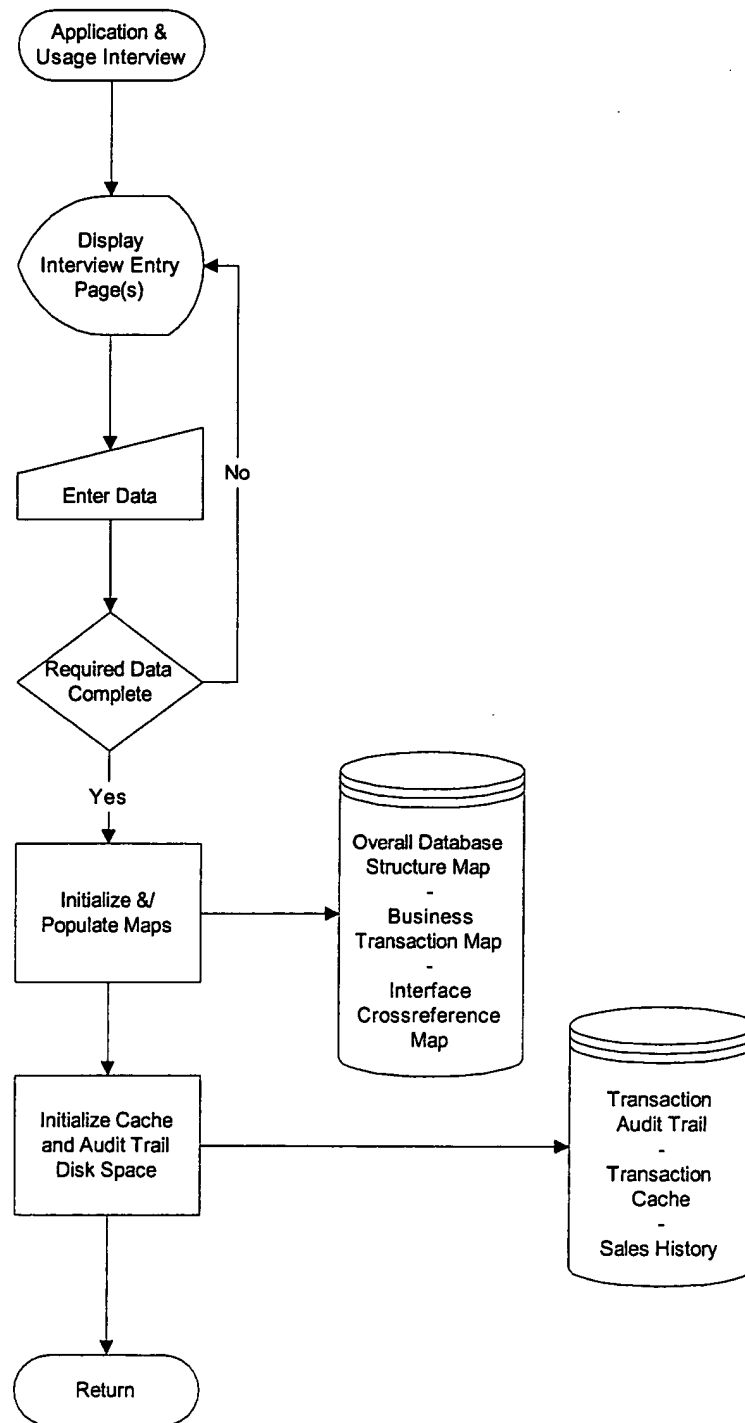 Application &
Usage Interview
Display
Interview Entry
Page(s)
No
Enter Data
Required Data
Complete
Yes
Initialize &/
Populate Maps
Overall Database
Structure Map
-
Business
Transaction Map
-
Interface
Crossreference
Map
Initialize Cache
and Audit Trail
Disk Space
Transaction
Audit Trail
-
Transaction
Cache
-
Sales History
Return